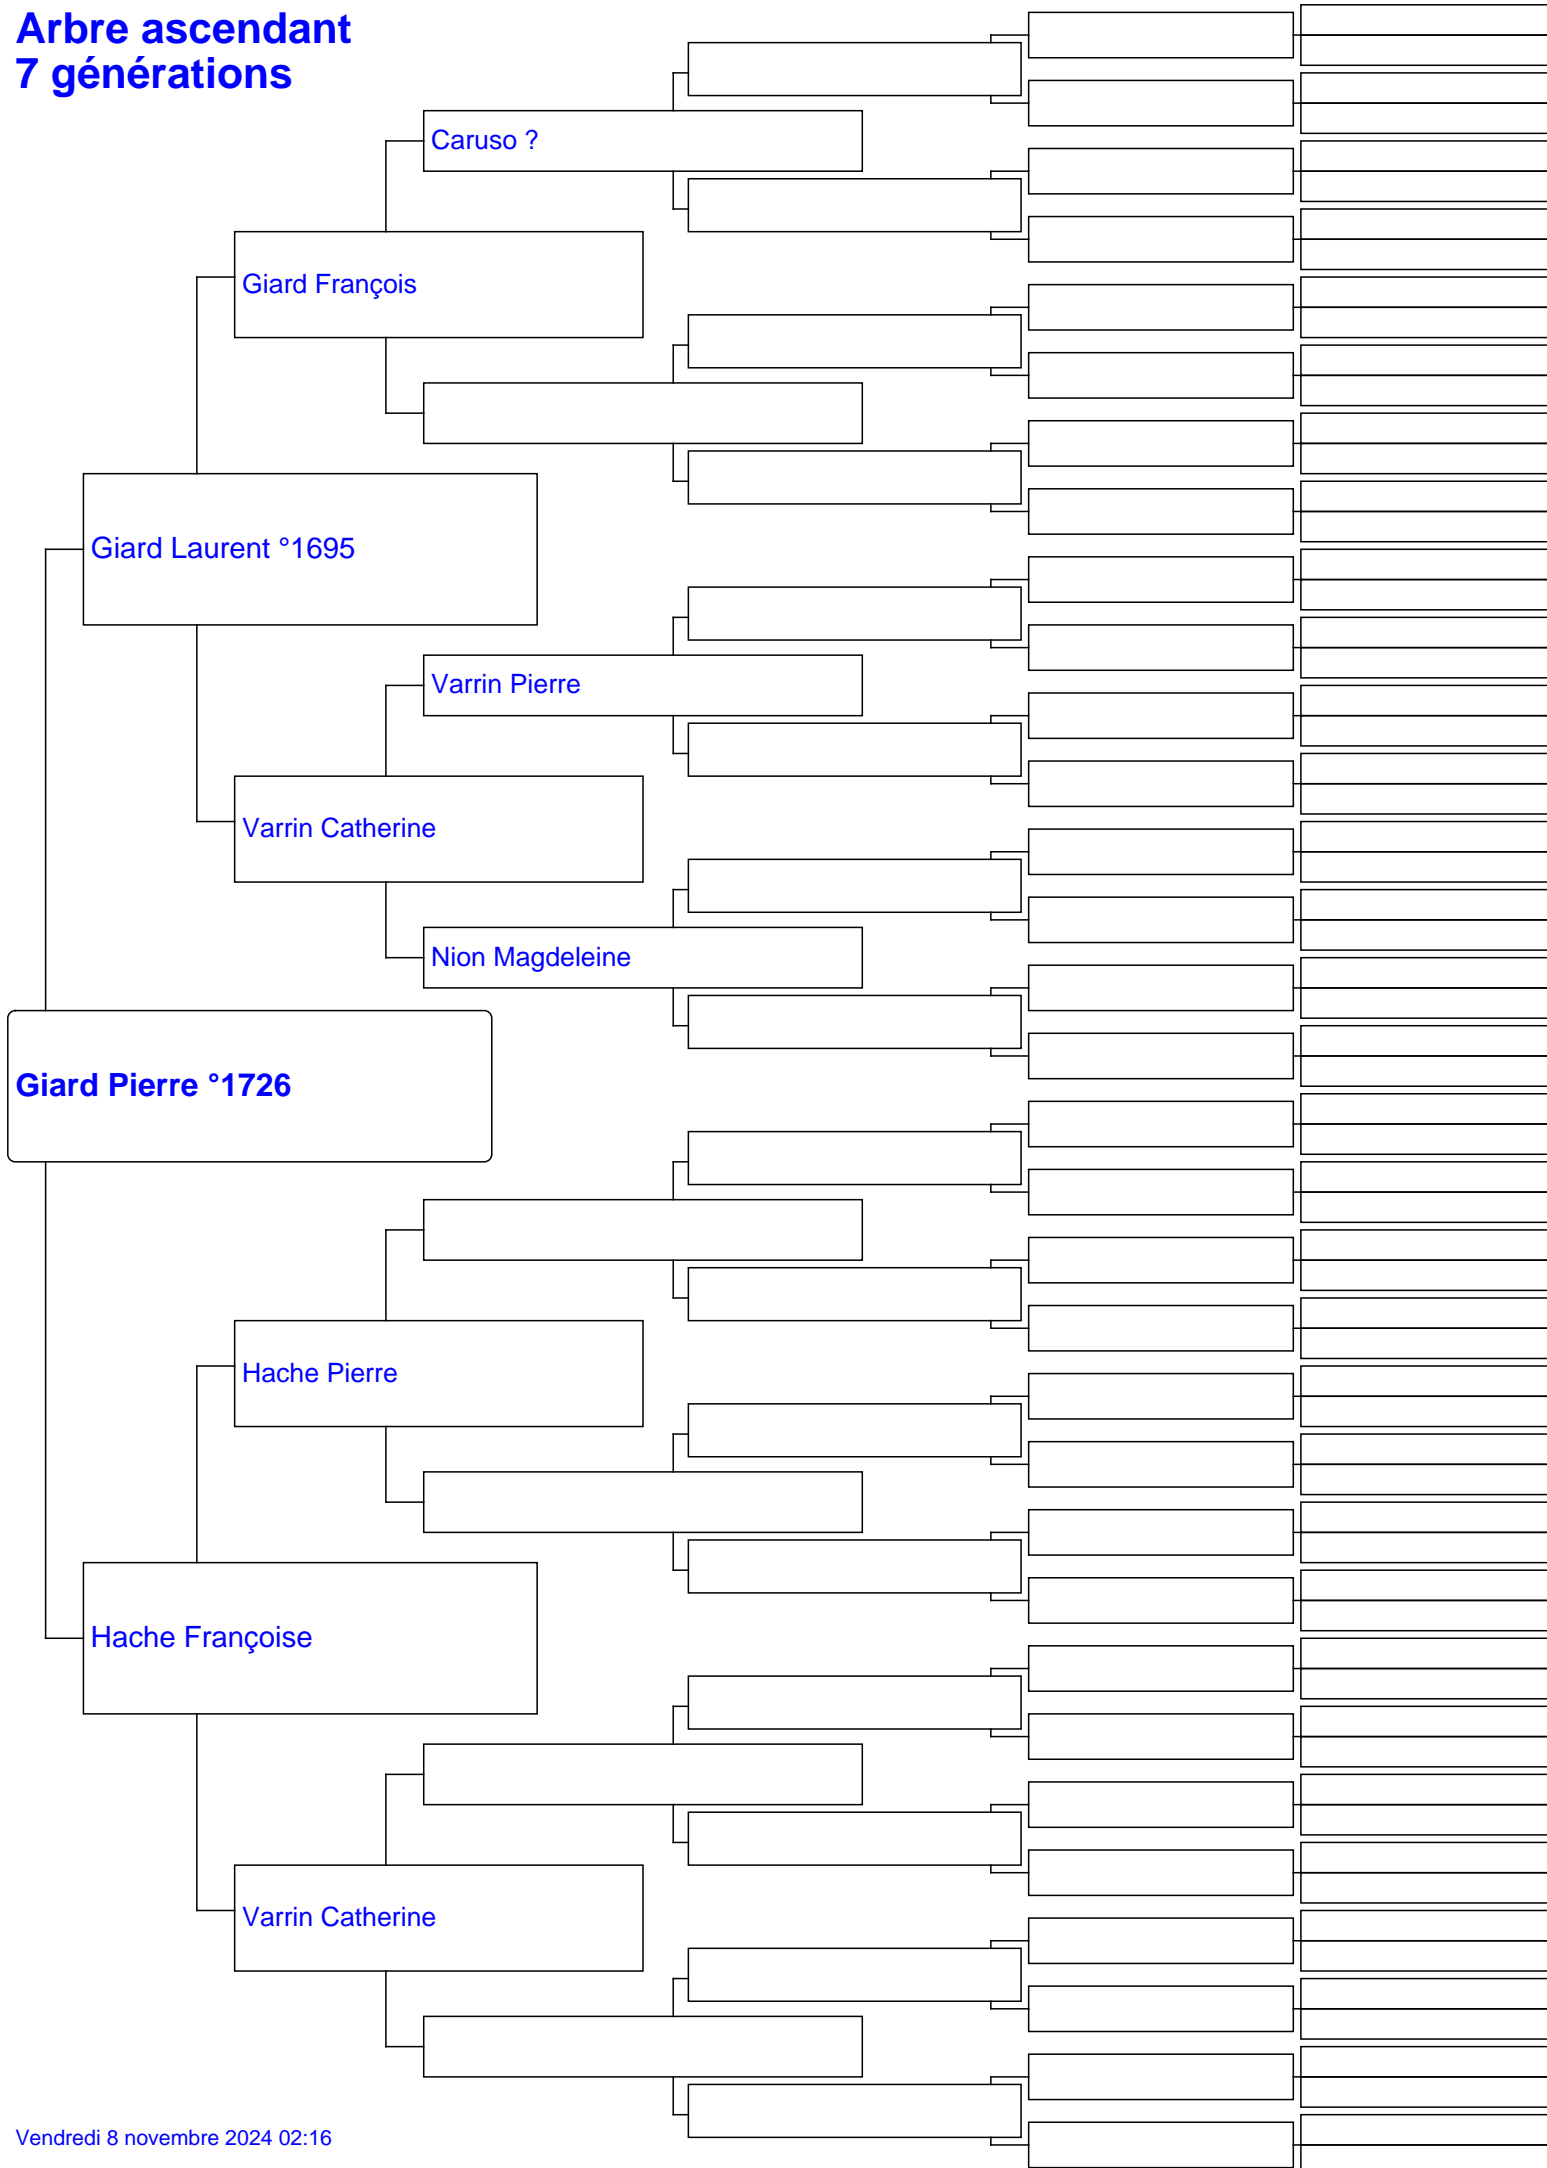 Arbre ascendant
7 générations
Caruso ?
Giard François
Giard Laurent °1695
Varrin Pierre
Varrin Catherine
Nion Magdeleine
Giard Pierre °1726
Hache Pierre
Hache Françoise
Varrin Catherine
Vendredi 8 novembre 2024 02:16